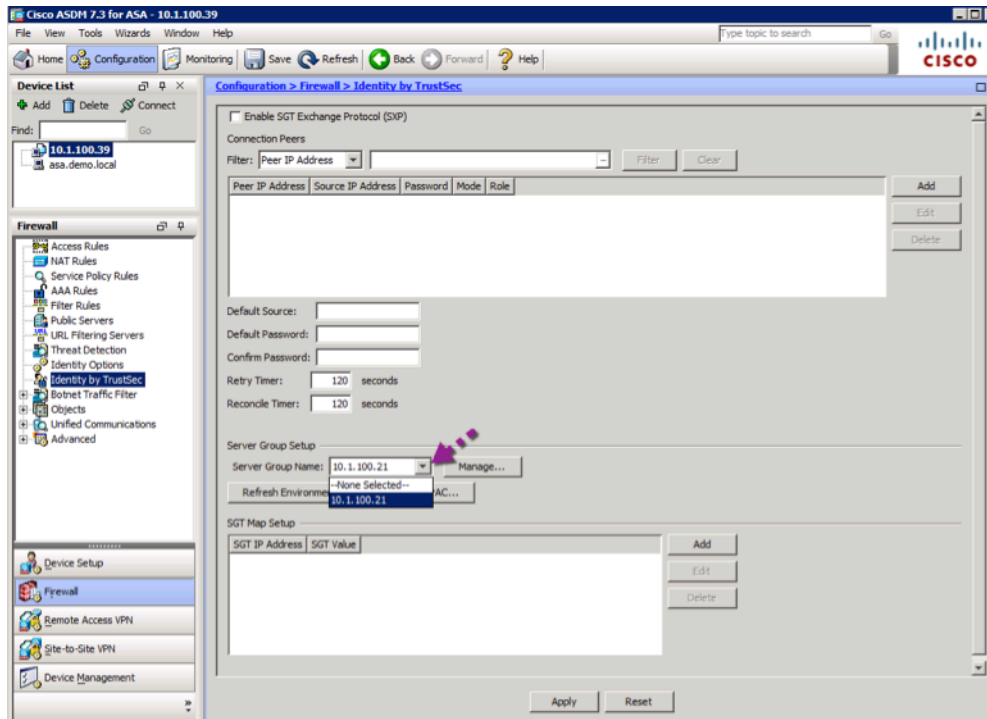 Cisco ASDM 7.3 for ASA - 10.1.100.39
File View Tools Wizards Window Help
Type topic to search Go
Home Configuration Monitoring Save Refresh Back Forward Help
CISCO
Device List
Add Delete Connect
Find: Go
10.1.100.39
asa.demo.local
Firewall
Access Rules
NAT Rules
Service Policy Rules
AAA Rules
Filter Rules
Public Servers
URL Filtering Servers
Threat Detection
Identity Options
Identity by TrustSec
Botnet Traffic Filter
Objects
Unified Communications
Advanced
Device Setup
Firewall
Remote Access VPN
Site-to-Site VPN
Device Management
Configuration > Firewall > Identity by TrustSec
Enable SGT Exchange Protocol (SXP)
Connection Peers
Filter: Peer IP Address Filter Clear
Peer IP Address Source IP Address Password Mode Role
Add
Edit
Delete
Default Source:
Default Password:
Confirm Password:
Retry Timer: 120 seconds
Reconcile Timer: 120 seconds
Server Group Setup
Server Group Name: 10.1.100.21 Manage...
--None Selected--
10.1.100.21
Refresh Environme AC...
SGT Map Setup
SGT IP Address SGT Value
Add
Edit
Delete
Apply Reset